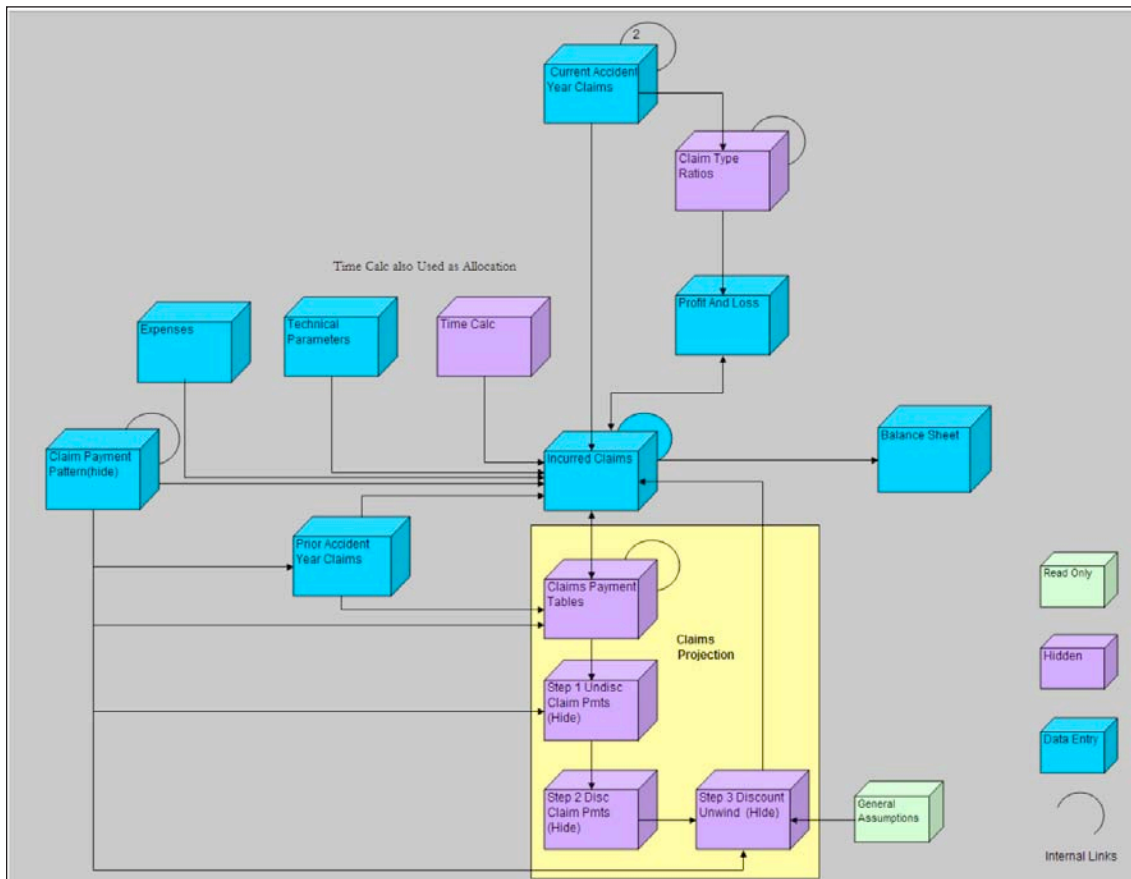 2
Current Accident
Year Claims
Claim Type
Ratios
Time Calc also Used as Allocation
Expenses
Technical
Parameters
Time Calc
Profit And Loss
Claim Payment
Pattern(hide)
Incurred Claims
Balance Sheet
Prior Accident
Year Claims
Claims Payment
Tables
Claims
Projection
Step 1 Undisc
Claim Pmts
(Hide)
Step 2 Disc
Claim Pmts
(Hide)
Step 3 Discount
Unwind (HIde)
General
Assumptions
Read Only
Hidden
Data Entry
Internal Links